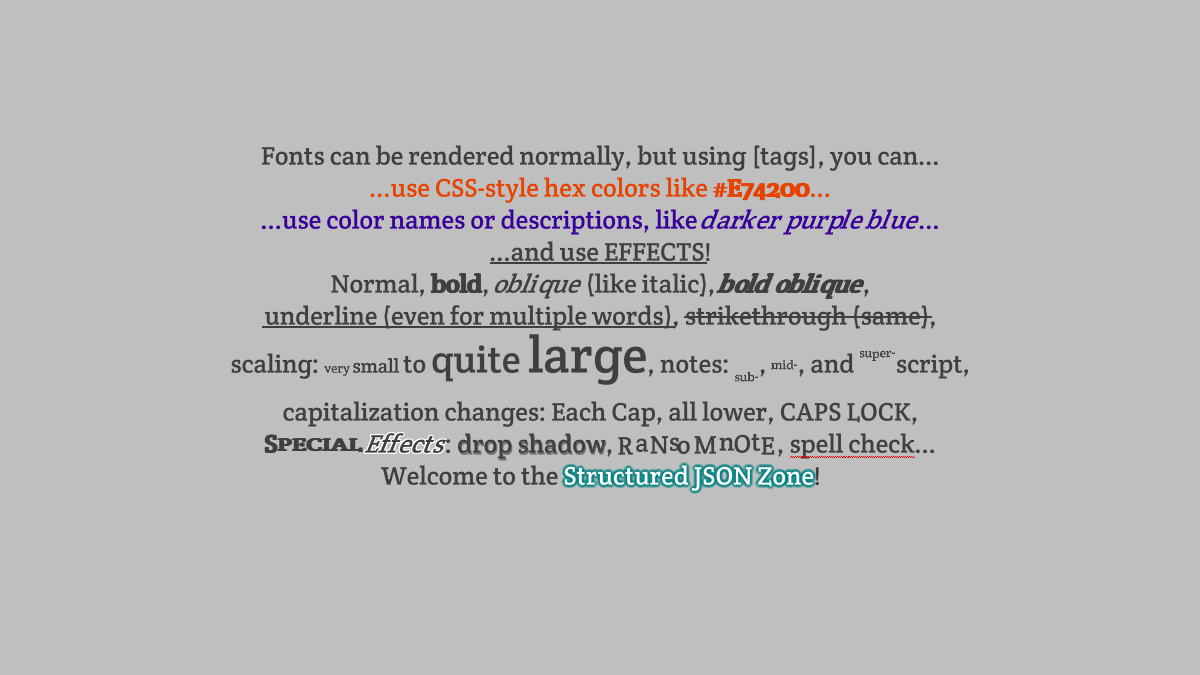 Fonts can be rendered normally, but using [tags], you can...
...use CSS-style hex colors like #E74200...
...use color names or descriptions, like darker purple blue...
...and use EFFECTS!
Normal, bold, oblique (like italic), bold oblique,
underline (even for multiple words), strikethrough (same),
scaling: very small to quite large, notes: sub-, mid-, and super- script,
capitalization changes: Each Cap, all lower, CAPS LOCK,
SPECIAL Effects: drop shadow, RaNsoMnOtE, spell check...
Welcome to the Structured JSON Zone!